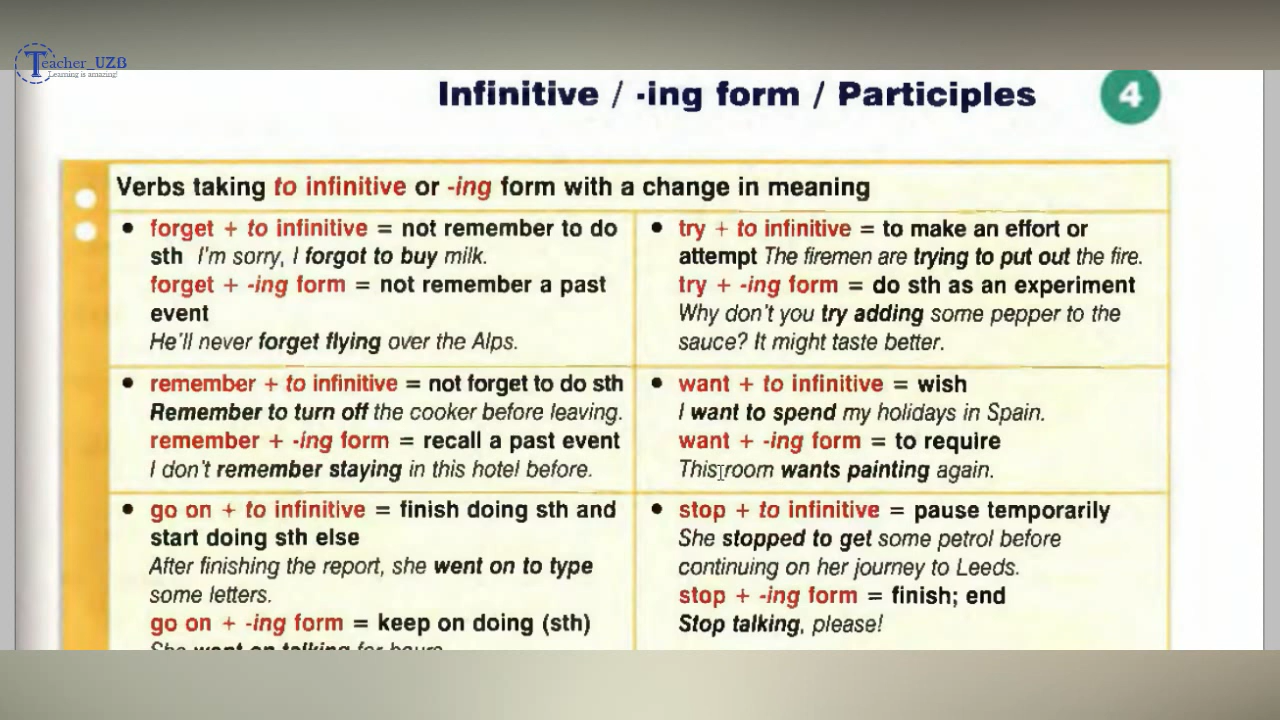 Teacher_UZB
Learning is amazing!
Infinitive / -ing form / Participles
4
Verbs taking to infinitive or -ing form with a change in meaning
• forget + to infinitive = not remember to do
sth I'm sorry, I forgot to buy milk.
forget + -ing form = not remember a past
event
He'll never forget flying over the Alps.
• remember + to infinitive = not forget to do sth
Remember to turn off the cooker before leaving.
remember + -ing form = recall a past event
I don't remember staying in this hotel before.
• go on + to infinitive = finish doing sth and
start doing sth else
After finishing the report, she went on to type
some letters.
go on + -ing form = keep on doing (sth)
She went on talking for hours.
• try + to infinitive = to make an effort or
attempt The firemen are trying to put out the fire.
try + -ing form = do sth as an experiment
Why don't you try adding some pepper to the
sauce? It might taste better.
• want + to infinitive = wish
I want to spend my holidays in Spain.
want + -ing form = to require
This room wants painting again.
• stop + to infinitive = pause temporarily
She stopped to get some petrol before
continuing on her journey to Leeds.
stop + -ing form = finish; end
Stop talking, please!